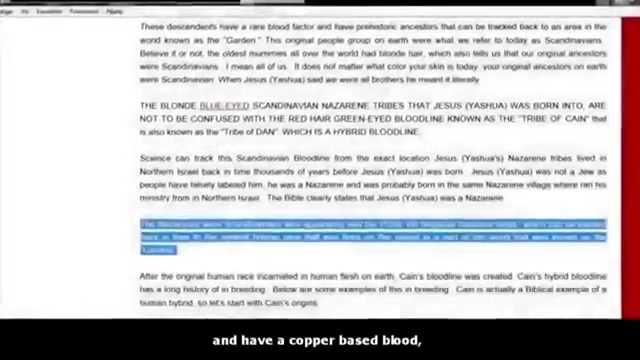 These descendents have a rare blood factor and have prehistoric ancestors that can be tracked back to an area in the
world known as the "Garden." This original people group on earth were what we refer to today as Scandinavians.
Believe it or not, the oldest mummies all over the world had blonde hair, which also tells us that our original ancestors
were Scandinavians. I mean all of us. It does not matter what color your skin is today, your original ancestors on earth
were Scandinavian. When Jesus (Yashua) said we were all brothers he meant it literally.
THE BLONDE BLUE-EYED SCANDINAVIAN NAZARENE TRIBES THAT JESUS (YASHUA) WAS BORN INTO, ARE
NOT TO BE CONFUSED WITH THE RED HAIR GREEN-EYED BLOODLINE KNOWN AS THE "TRIBE OF CAIN" that
is also known as the "Tribe of DAN". WHICH IS A HYBRID BLOODLINE.
Science can track this Scandinavian Bloodline from the exact location Jesus (Yashua's) Nazarene tribes lived in
Northern Israel back in time thousands of years before Jesus (Yashua) was born. Jesus (Yashua) was not a Jew as
people have falsely labeled him, he was a Nazarene and was probably born in the same Nazarene village where ran his
ministry from in Northern Israel. The Bible clearly states that Jesus (Yashua) was a Nazarene.
After the original human race incarnated in human flesh on earth, Cain's bloodline was created. Cain's hybrid bloodline
has a long history of in breeding. Below are some examples of this in breeding. Cain is actually a Biblical example of a
human hybrid, so let's start with Cain's origins.
and have a copper based blood,